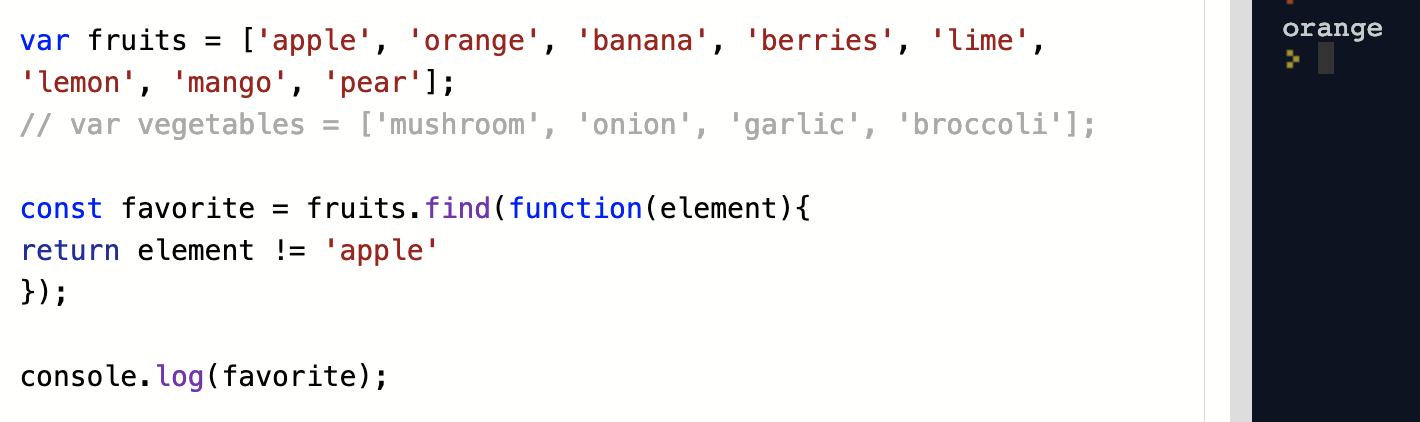 var fruits = ['apple', 'orange', 'banana', 'berries', 'lime',
'lemon', 'mango', 'pear'];
// var vegetables = ['mushroom', 'onion', 'garlic', 'broccoli'];
const favorite = fruits.find(function(element){
return element != 'apple'
});
console.log(favorite);
orange